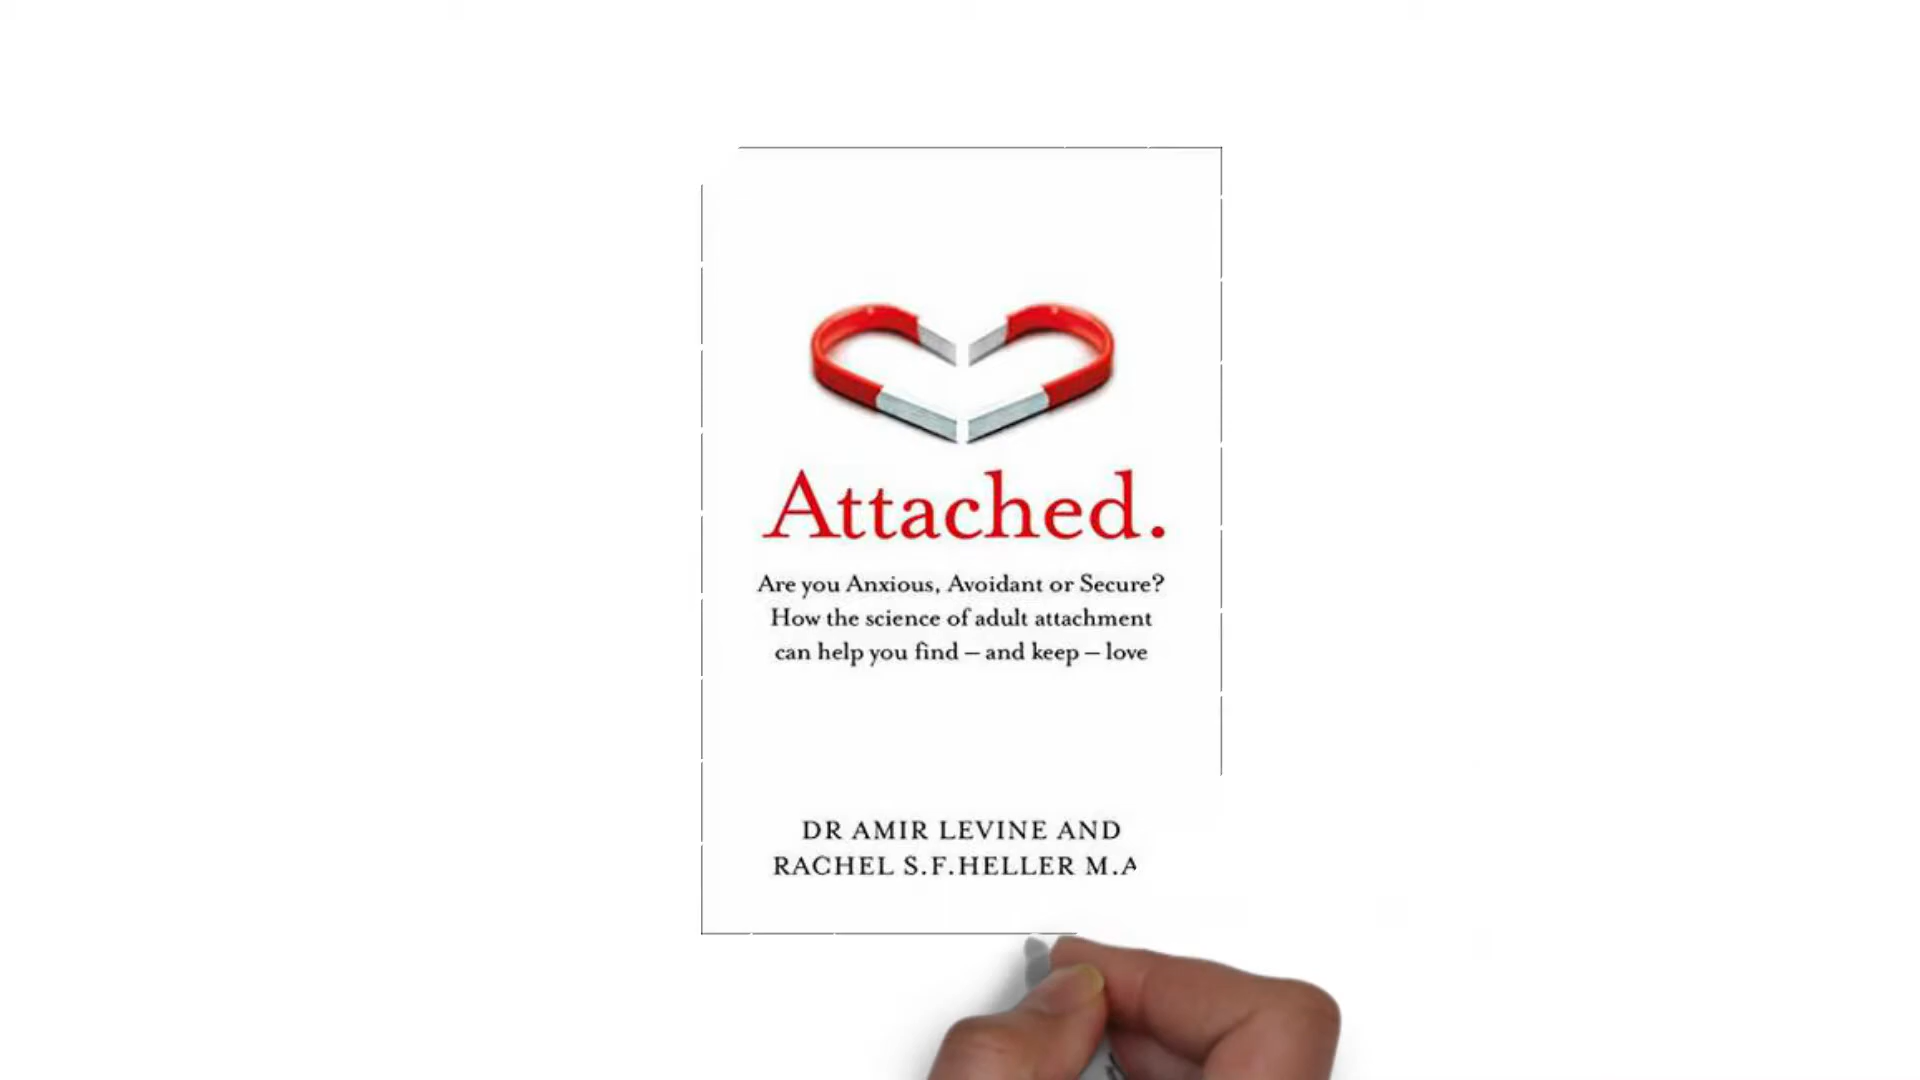 Attached.
Are you Anxious, Avoidant or Secure?
How the science of adult attachment
can help you find – and keep – love
DR AMIR LEVINE AND
RACHEL S.F.HELLER M.A